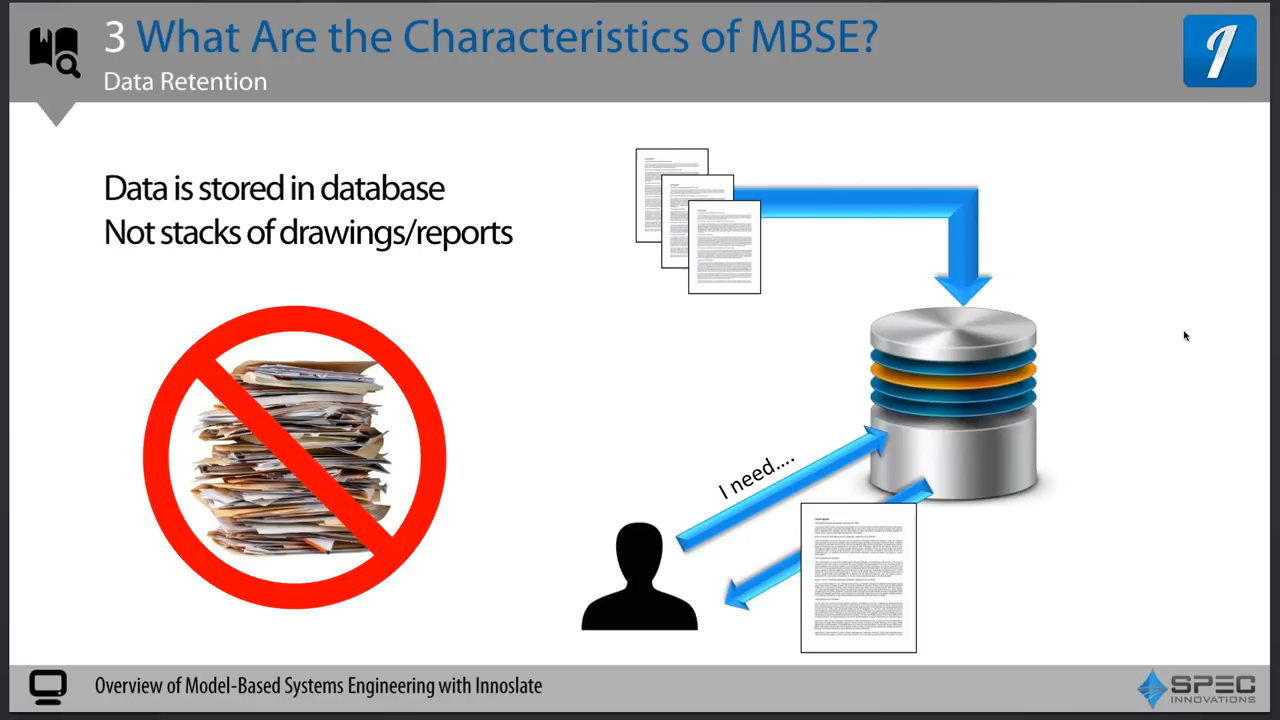 3 What Are the Characteristics of MBSE?
Data Retention
I
Data is stored in database
Not stacks of drawings/reports
I need....
Overview of Model-Based Systems Engineering with Innoslate
SPEC
INNOVATIONS